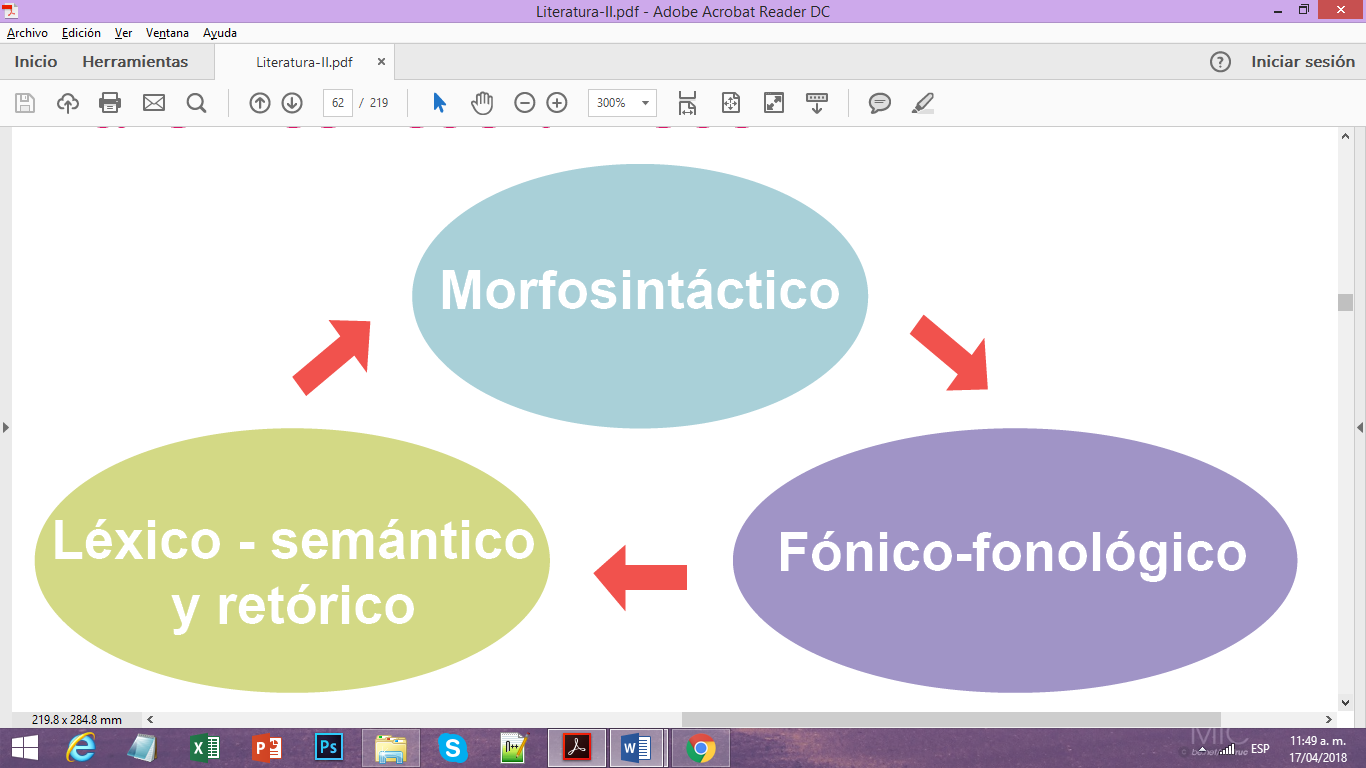 Literatura-II.pdf - Adobe Acrobat Reader DC
Archivo Edición Ver Ventana Ayuda
Inicio Herramientas Literatura-II.pdf Iniciar sesión
62 / 219 300%
Morfosintáctico
Léxico - semántico
y retórico
Fónico-fonológico
219.8 x 284.8 mm
ESP
11:49 a. m.
17/04/2018